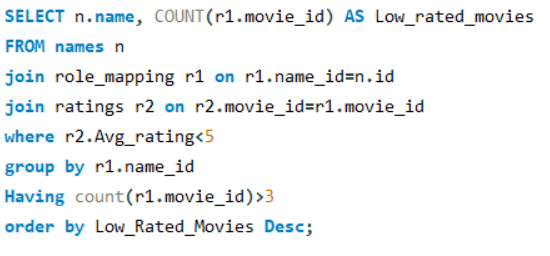 SELECT n.name, COUNT(r1.movie_id) AS Low_rated_movies
FROM names n
join role_mapping r1 on r1.name_id=n.id
join ratings r2 on r2.movie_id=r1.movie_id
where r2.Avg_rating<5
group by r1.name_id
Having count(r1.movie_id)>3
order by Low_Rated_Movies Desc;